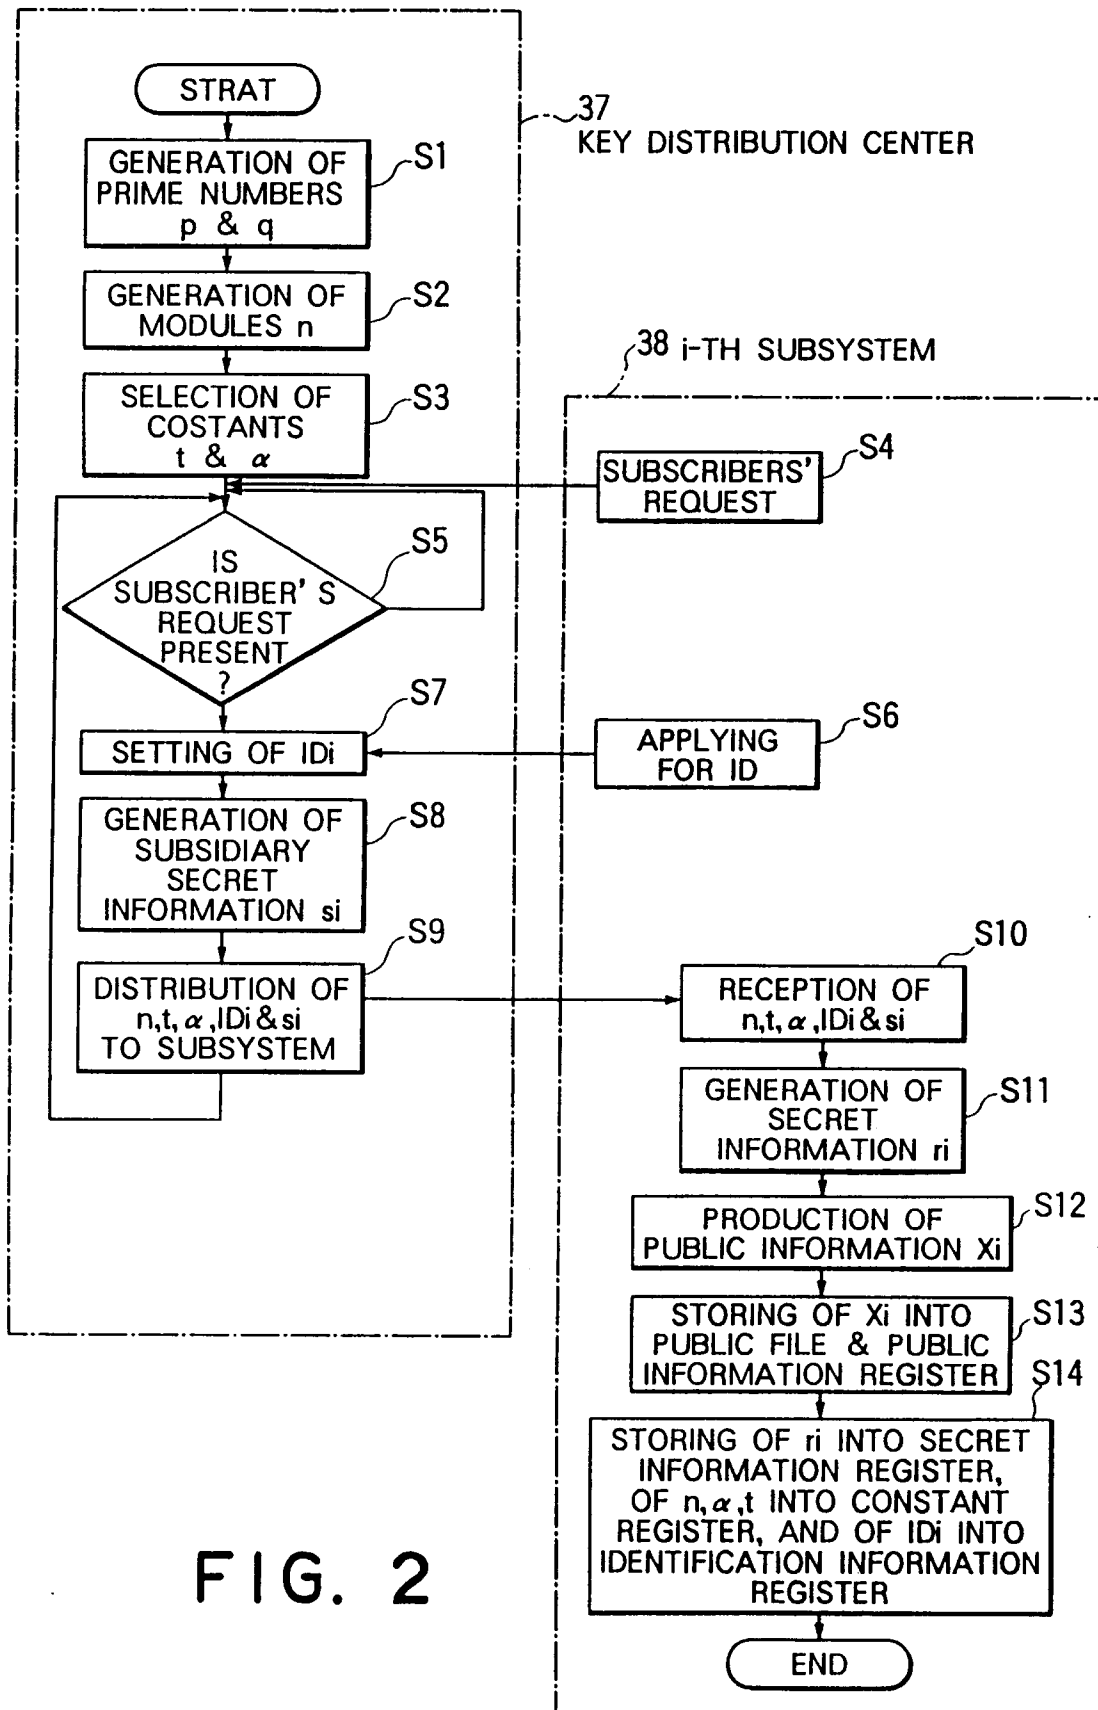 STRAT
37
KEY DISTRIBUTION CENTER
GENERATION OF
PRIME NUMBERS
p & q
S1
GENERATION OF
MODULES n
S2
SELECTION OF
COSTANTS
t & α
S3
38 i-TH SUBSYSTEM
SUBSCRIBERS'
REQUEST
S4
IS
SUBSCRIBER'S
REQUEST
PRESENT
?
S5
S7
SETTING OF IDi
APPLYING
FOR ID
S6
GENERATION OF
SUBSIDIARY
SECRET
INFORMATION si
S8
DISTRIBUTION OF
n,t,α,IDi&si
TO SUBSYSTEM
S9
RECEPTION OF
n,t,α,IDi&si
S10
GENERATION OF
SECRET
INFORMATION ri
S11
PRODUCTION OF
PUBLIC INFORMATION Xi
S12
STORING OF Xi INTO
PUBLIC FILE & PUBLIC
INFORMATION REGISTER
S13
S14
STORING OF ri INTO SECRET
INFORMATION REGISTER,
OF n,α,t INTO CONSTANT
REGISTER, AND OF IDi INTO
IDENTIFICATION INFORMATION
REGISTER
END
FIG. 2